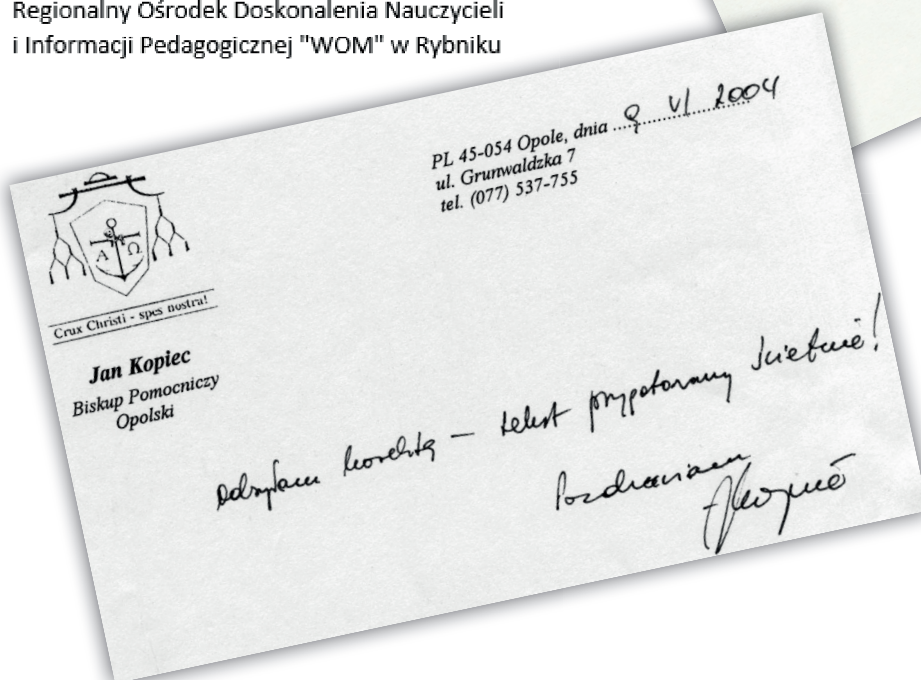 Regionalny Ośrodek Doskonalenia Nauczycieli
i Informacji Pedagogicznej "WOM" w Rybniku
PL 45-054 Opole, dnia 9 VI 2004
ul. Grunwaldzka 7
tel. (077) 537-755
Α Ω
Crux Christi - spes nostra!
Jan Kopiec
Biskup Pomocniczy
Opolski
Odsyłam korektę — tekst przygotowany świetnie!
Pozdrawiam